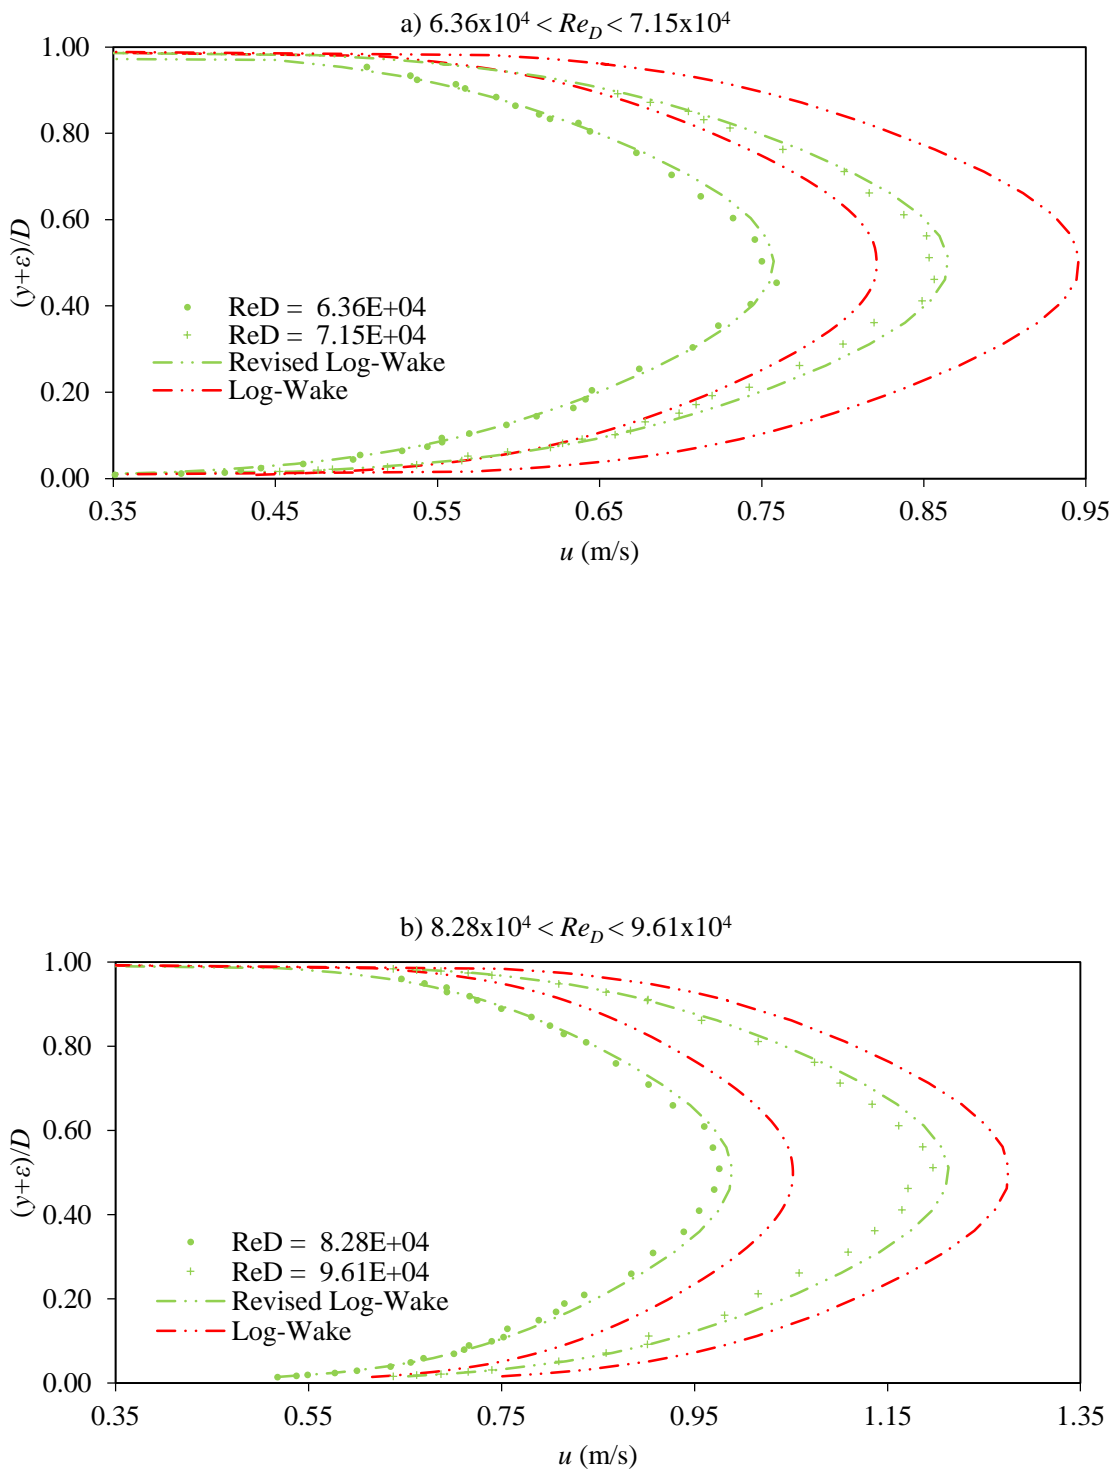 a) 6.36x10⁴ < Re_D < 7.15x10⁴
1.00
0.80
0.60
0.40
0.20
0.00
(y+ε)/D
ReD = 6.36E+04
ReD = 7.15E+04
Revised Log-Wake
Log-Wake
0.35 0.45 0.55 0.65 0.75 0.85 0.95
u (m/s)
b) 8.28x10⁴ < Re_D < 9.61x10⁴
1.00
0.80
0.60
0.40
0.20
0.00
(y+ε)/D
ReD = 8.28E+04
ReD = 9.61E+04
Revised Log-Wake
Log-Wake
0.35 0.55 0.75 0.95 1.15 1.35
u (m/s)